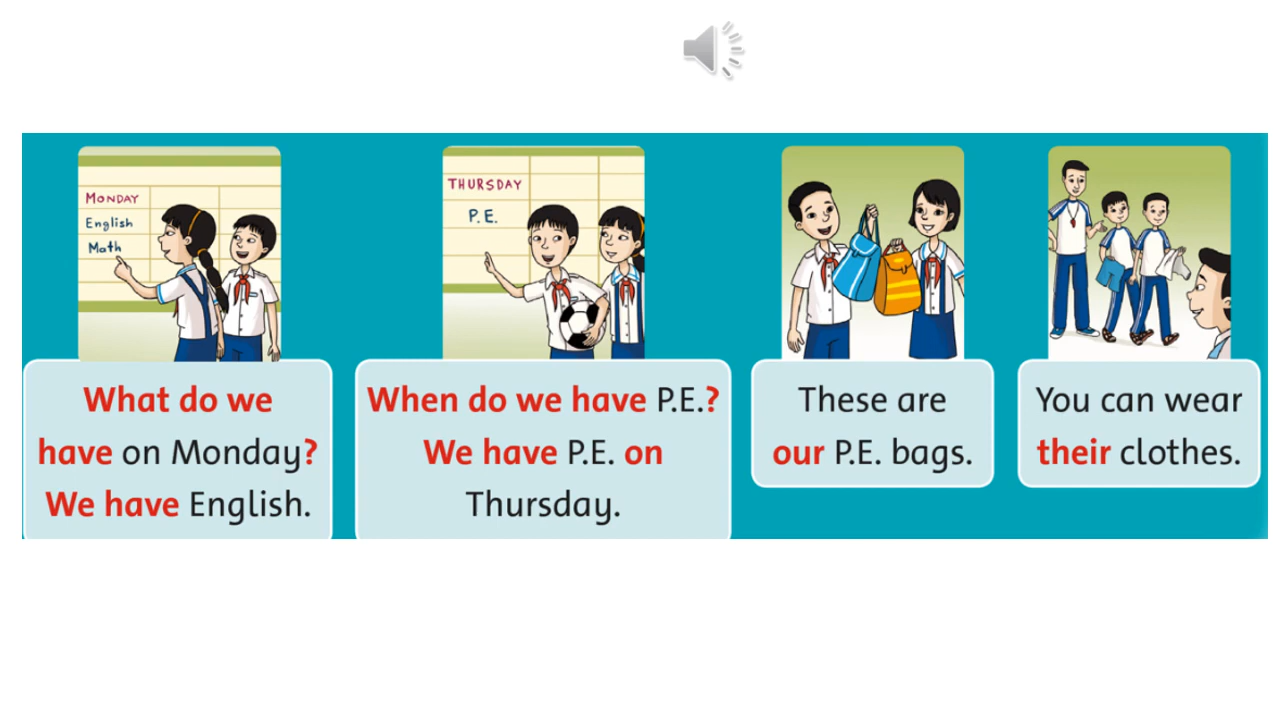 MONDAY
English
Math
What do we
have on Monday?
We have English.
THURSDAY
P.E.
When do we have P.E.?
We have P.E. on
Thursday.
These are
our P.E. bags.
You can wear
their clothes.